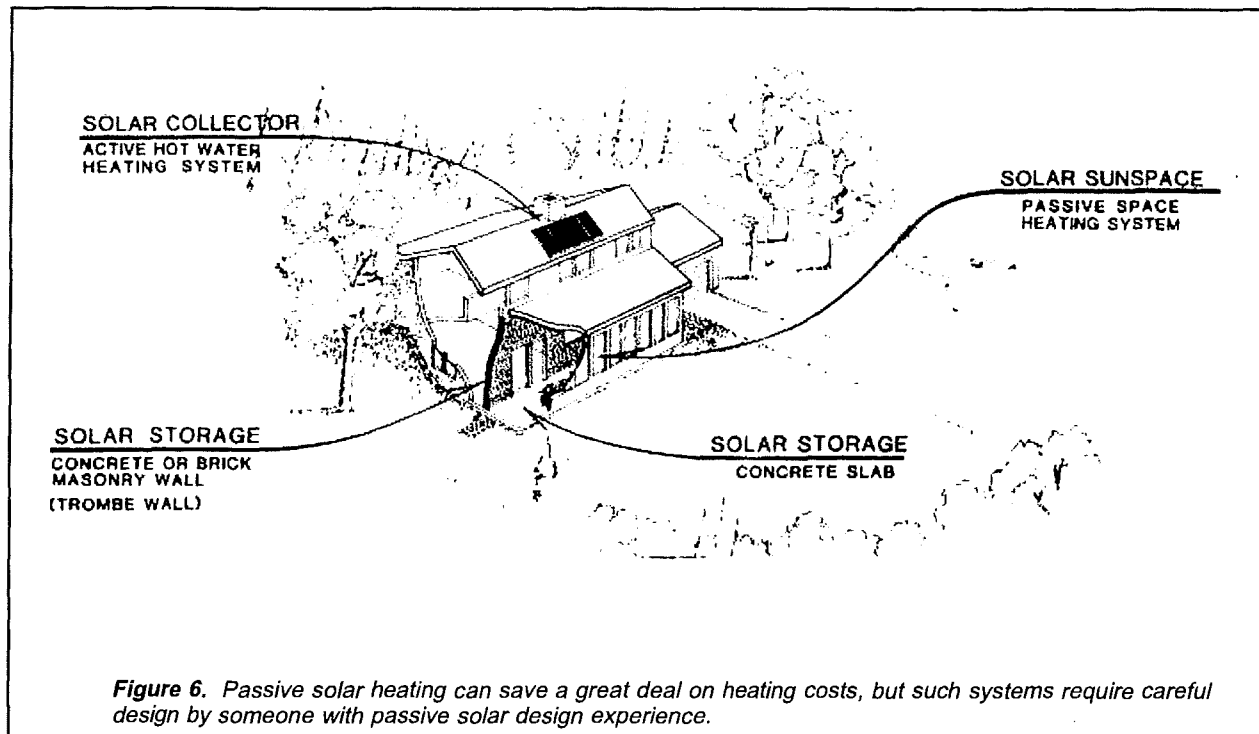 SOLAR COLLECTOR
ACTIVE HOT WATER
HEATING SYSTEM
SOLAR SUNSPACE
PASSIVE SPACE
HEATING SYSTEM
SOLAR STORAGE
CONCRETE OR BRICK
MASONRY WALL
(TROMBE WALL)
SOLAR STORAGE
CONCRETE SLAB
Figure 6. Passive solar heating can save a great deal on heating costs, but such systems require careful
design by someone with passive solar design experience.